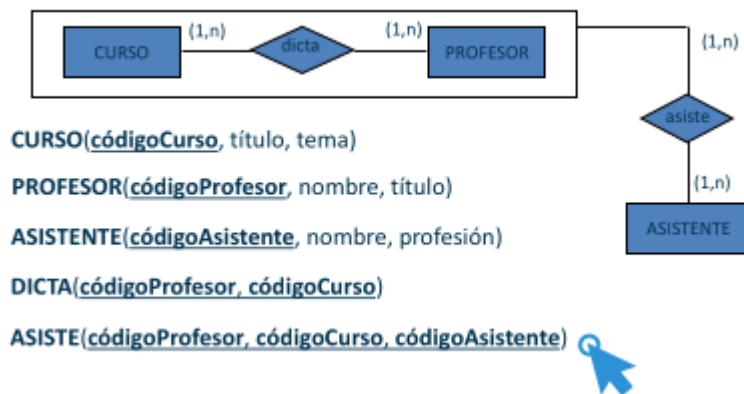 CURSO
(1,n)
dicta
(1,n)
PROFESOR
(1,n)
asiste
(1,n)
ASISTENTE
CURSO(códigoCurso, título, tema)
PROFESOR(códigoProfesor, nombre, título)
ASISTENTE(códigoAsistente, nombre, profesión)
DICTA(códigoProfesor, códigoCurso)
ASISTE(códigoProfesor, códigoCurso, códigoAsistente)